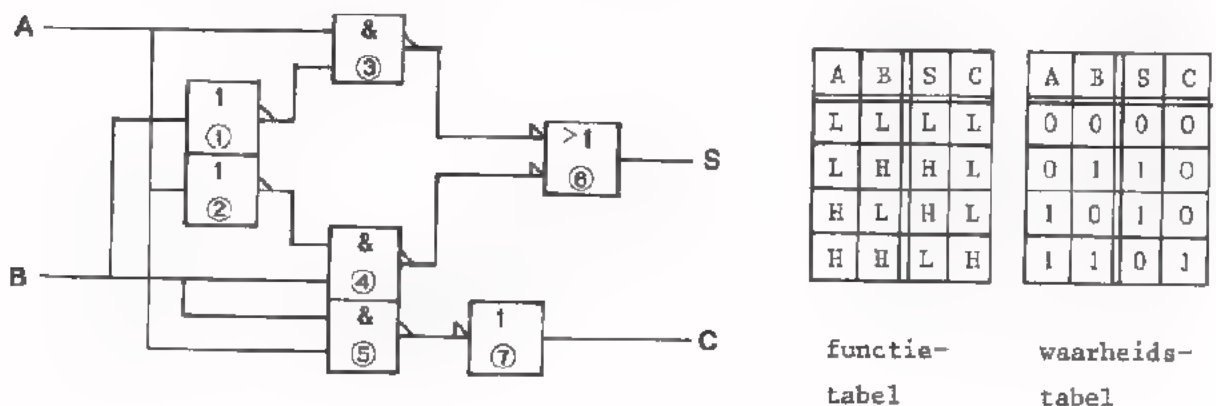 A
&
③
1
①
1
②
>1
⑥
S
B
&
④
&
⑤
1
⑦
C
A B S C
L L L L
L H H L
H L H L
H H L H
functie-
tabel
A B S C
0 0 0 0
0 1 1 0
1 0 1 0
1 1 0 1
waarheids-
tabel